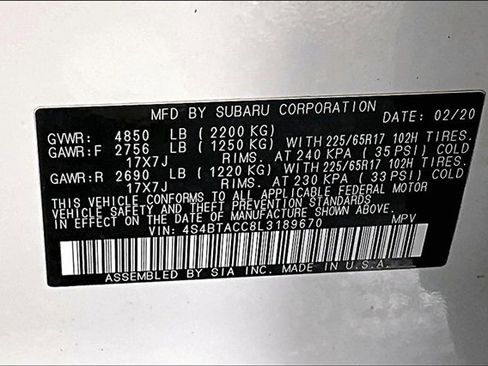 MFD BY SUBARU CORPORATION DATE: 02/20
GVWR: 4850 LB (2200 KG)
GAWR:F 2756 LB (1250 KG) WITH 225/65R17 102H TIRES.
17X7J RIMS. AT 240 KPA (35 PSI) COLD
GAWR:R 2690 LB (1220 KG) WITH 225/65R17 102H TIRES.
17X7J RIMS. AT 230 KPA (33 PSI) COLD
THIS VEHICLE CONFORMS TO ALL APPLICABLE FEDERAL MOTOR
VEHICLE SAFETY AND THEFT PREVENTION STANDARDS
IN EFFECT ON THE DATE OF MANUFACTURE SHOWN ABOVE.
VIN: 4S4BTACC8L3189670 MPV
ASSEMBLED BY SIA INC. MADE IN U.S.A.